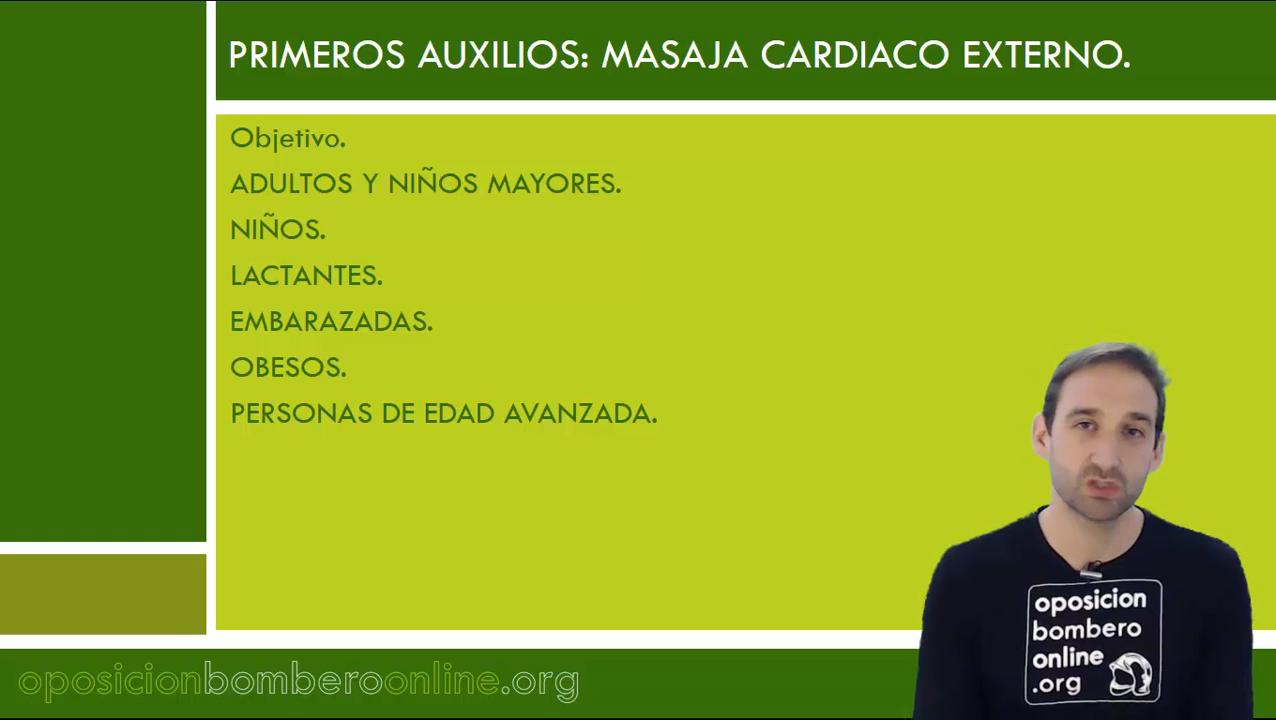 PRIMEROS AUXILIOS: MASAJA CARDIACO EXTERNO.
Objetivo.
ADULTOS Y NIÑOS MAYORES.
NIÑOS.
LACTANTES.
EMBARAZADAS.
OBESOS.
PERSONAS DE EDAD AVANZADA.
oposicion
bombero
online
.org
oposicionbomberoonline.org